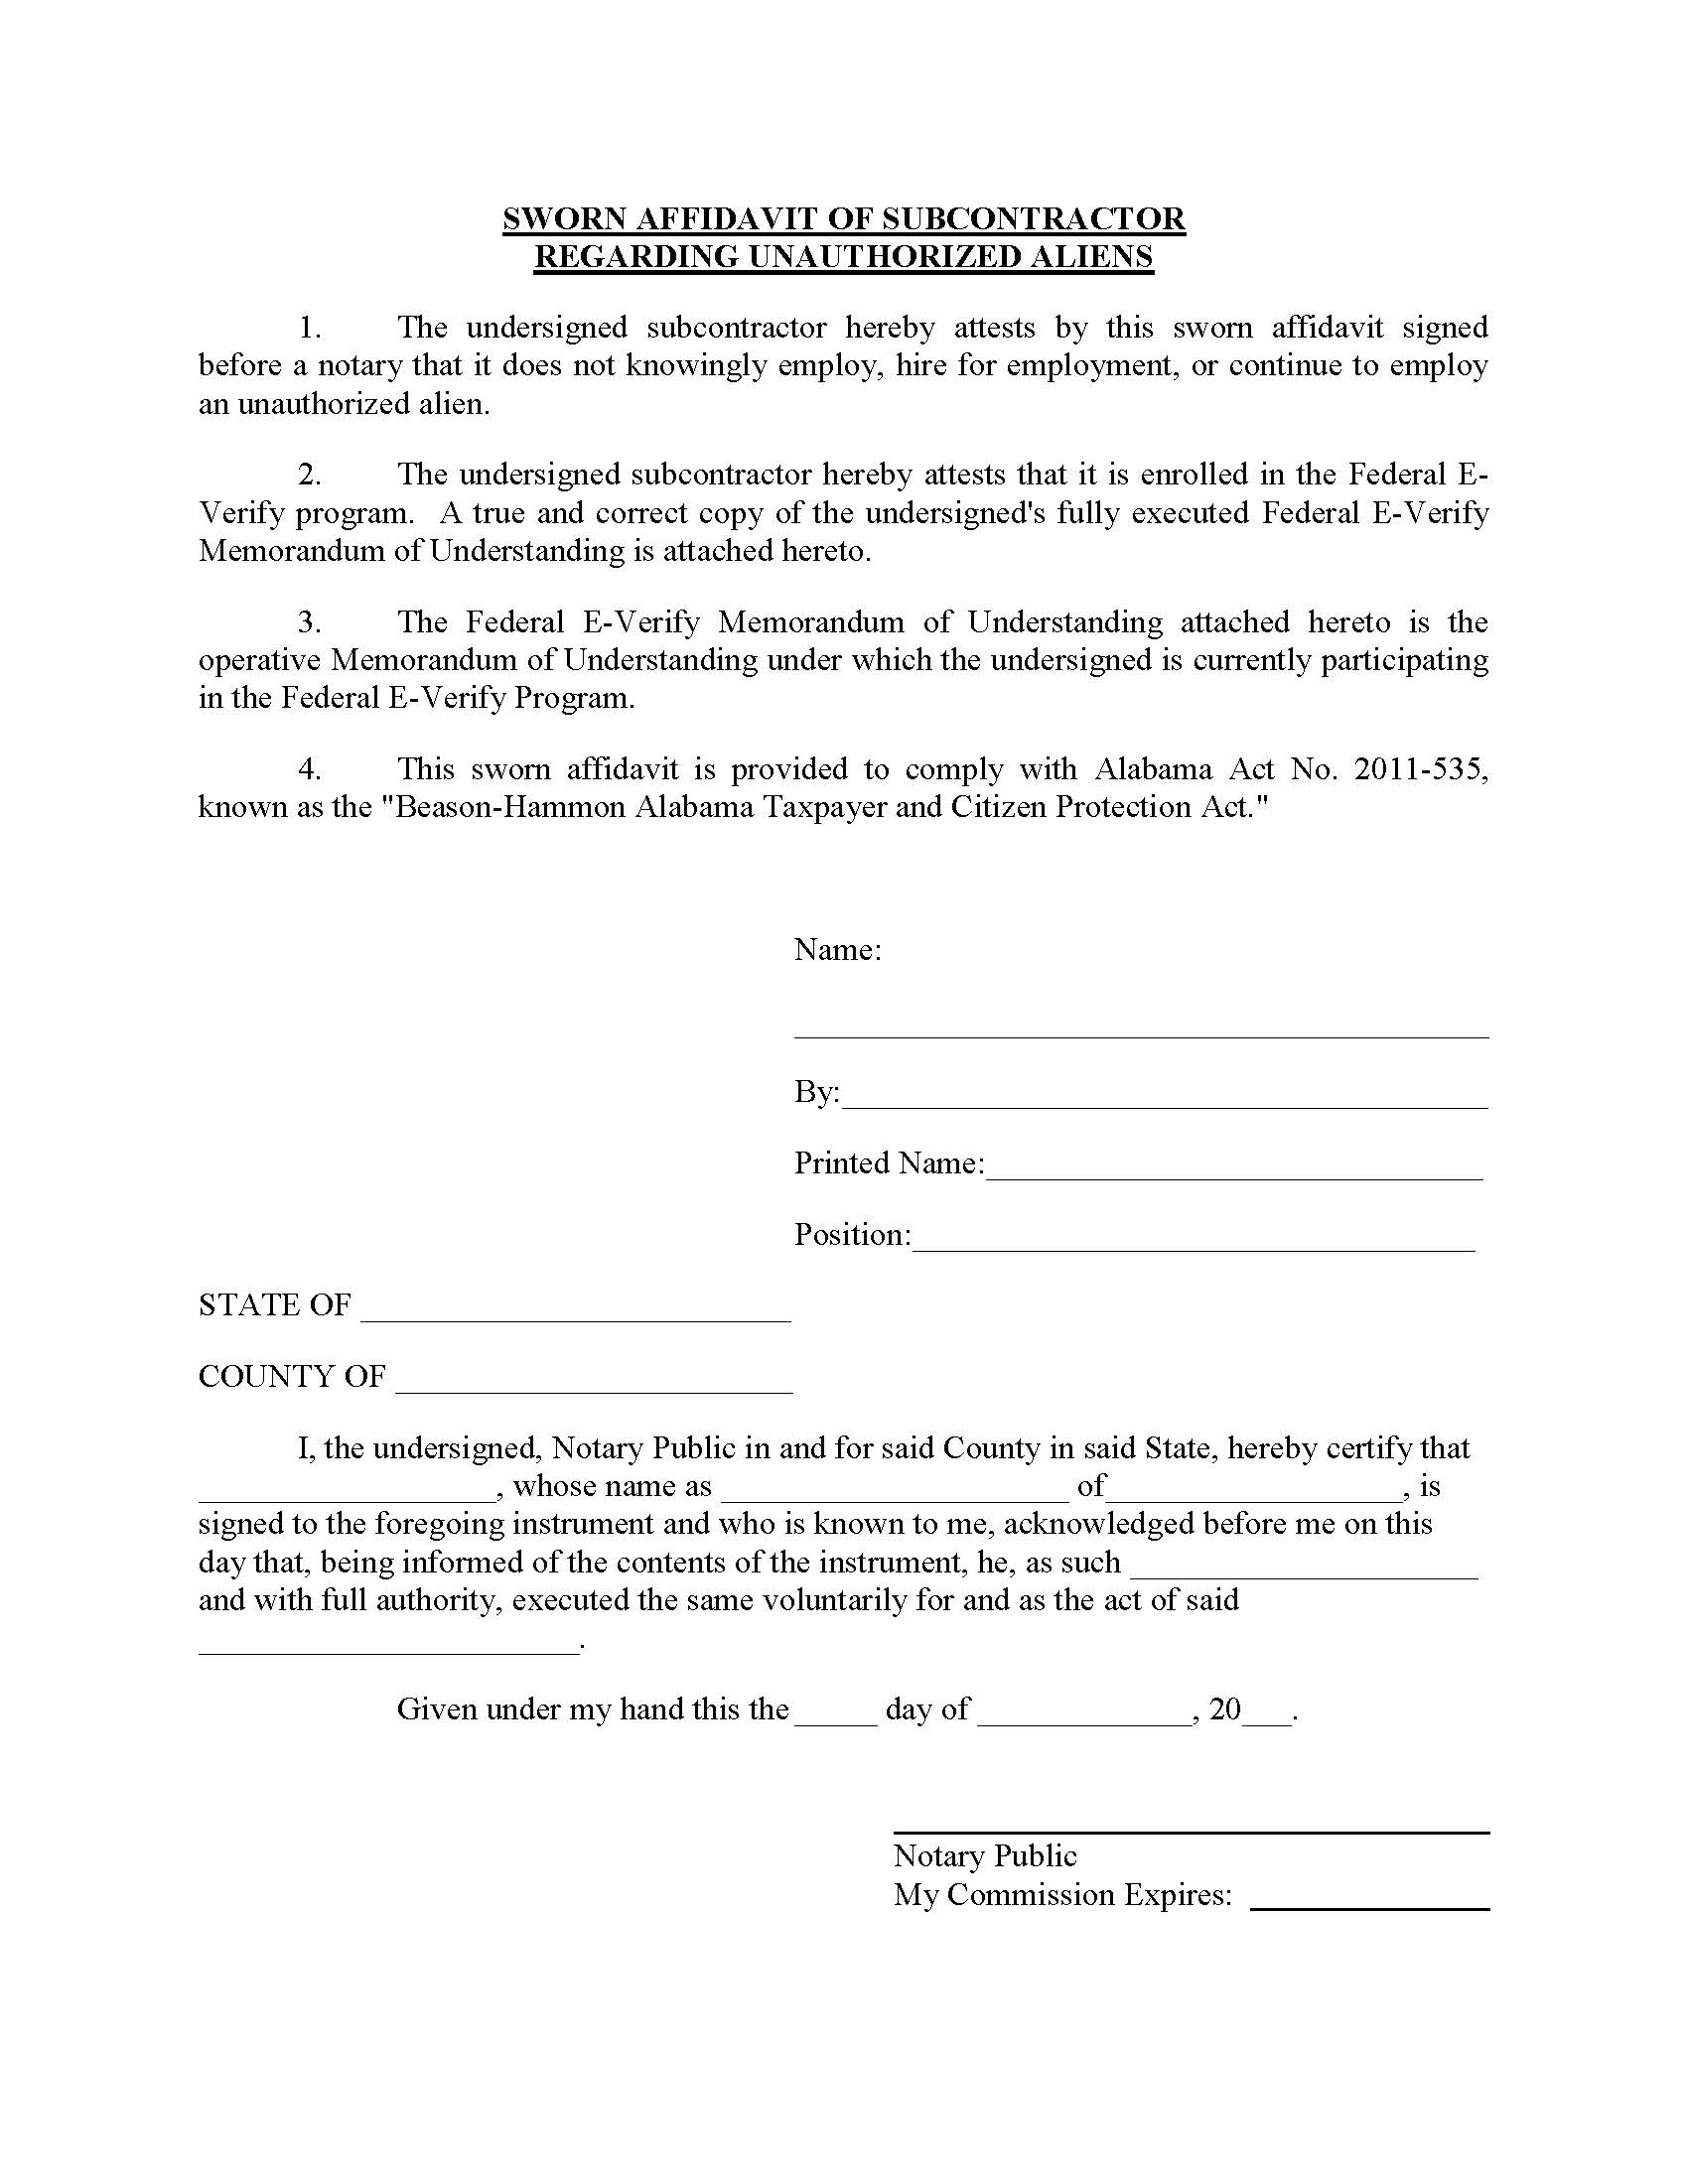 SWORN AFFIDAVIT OF SUBCONTRACTOR
REGARDING UNAUTHORIZED ALIENS
1. The undersigned subcontractor hereby attests by this sworn affidavit signed
before a notary that it does not knowingly employ, hire for employment, or continue to employ
an unauthorized alien.
2. The undersigned subcontractor hereby attests that it is enrolled in the Federal E-
Verify program. A true and correct copy of the undersigned's fully executed Federal E-Verify
Memorandum of Understanding is attached hereto.
3. The Federal E-Verify Memorandum of Understanding attached hereto is the
operative Memorandum of Understanding under which the undersigned is currently participating
in the Federal E-Verify Program.
4. This sworn affidavit is provided to comply with Alabama Act No. 2011-535,
known as the "Beason-Hammon Alabama Taxpayer and Citizen Protection Act."
Name:
By:
Printed Name:
Position:
STATE OF
COUNTY OF
I, the undersigned, Notary Public in and for said County in said State, hereby certify that
__________________, whose name as _______________________ of__________________, is
signed to the foregoing instrument and who is known to me, acknowledged before me on this
day that, being informed of the contents of the instrument, he, as such _____________________
and with full authority, executed the same voluntarily for and as the act of said
_______________________.
Given under my hand this the _____ day of _____________, 20___.
Notary Public
My Commission Expires: